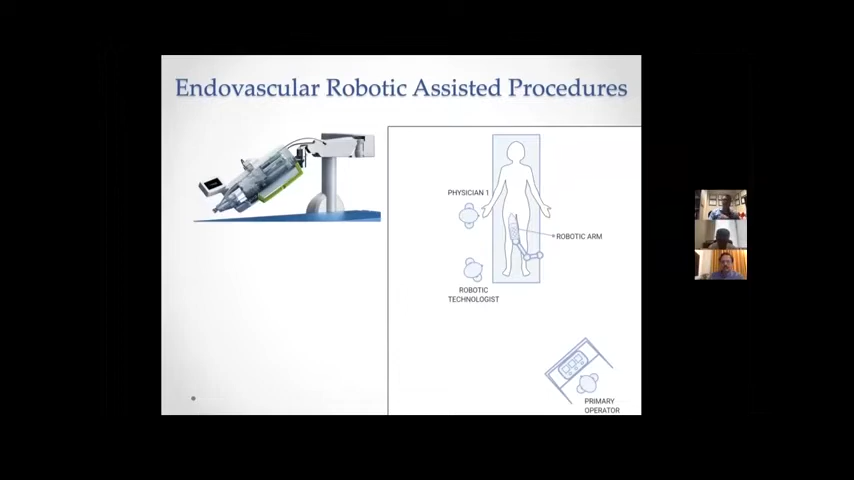 Endovascular Robotic Assisted Procedures
PHYSICIAN 1
ROBOTIC ARM
ROBOTIC
TECHNOLOGIST
PRIMARY
OPERATOR